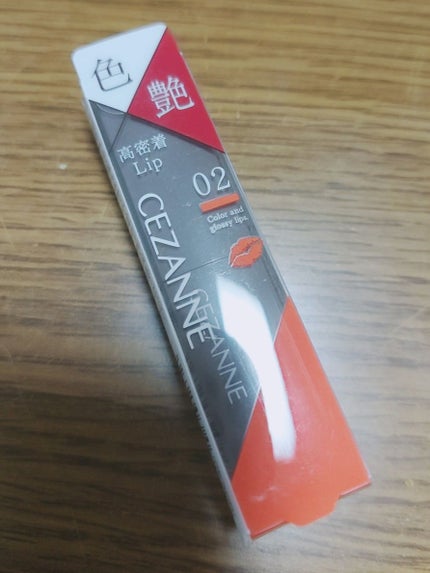 色
艶
高密着
Lip
02
Color and
glossy lips.
CEZANNE
CEZANNE